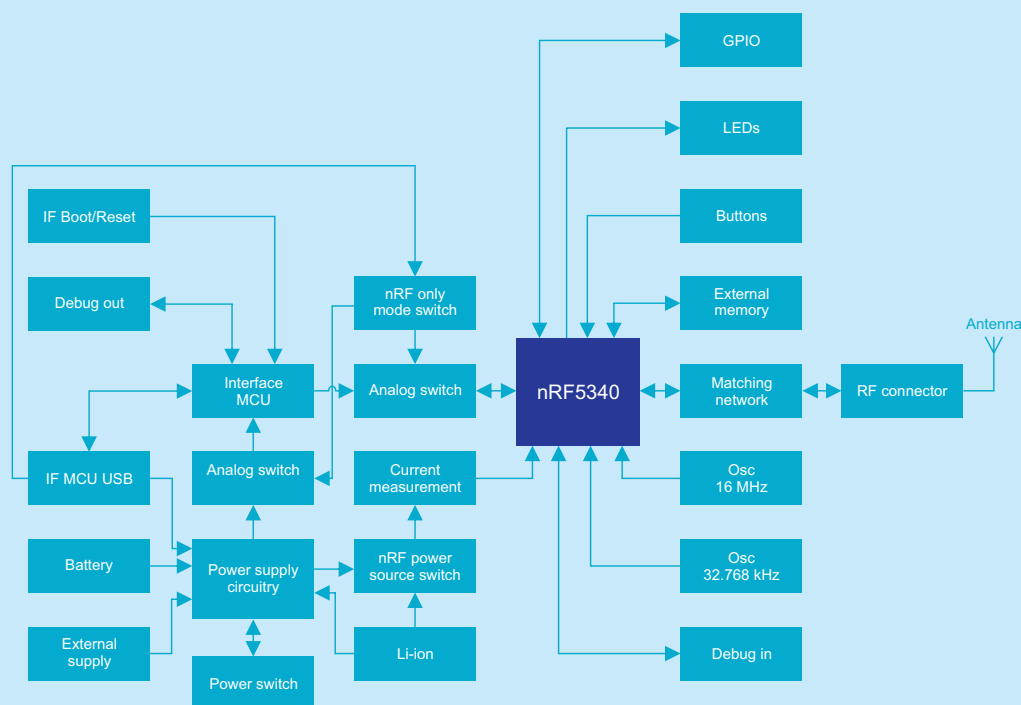 GPIO
LEDs
IF Boot/Reset
Buttons
Debug out
nRF only
mode switch
External
memory
Antenna
Interface
MCU
Analog switch
nRF5340
Matching
network
RF connector
IF MCU USB
Analog switch
Current
measurement
Osc
16 MHz
Battery
Power supply
circuitry
nRF power
source switch
Osc
32.768 kHz
External
supply
Power switch
Li-ion
Debug in